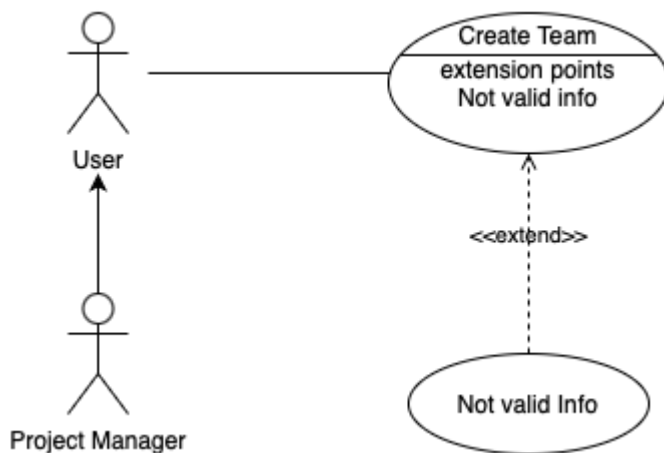 Create Team
extension points
Not valid info
User
<<extend>>
Not valid Info
Project Manager